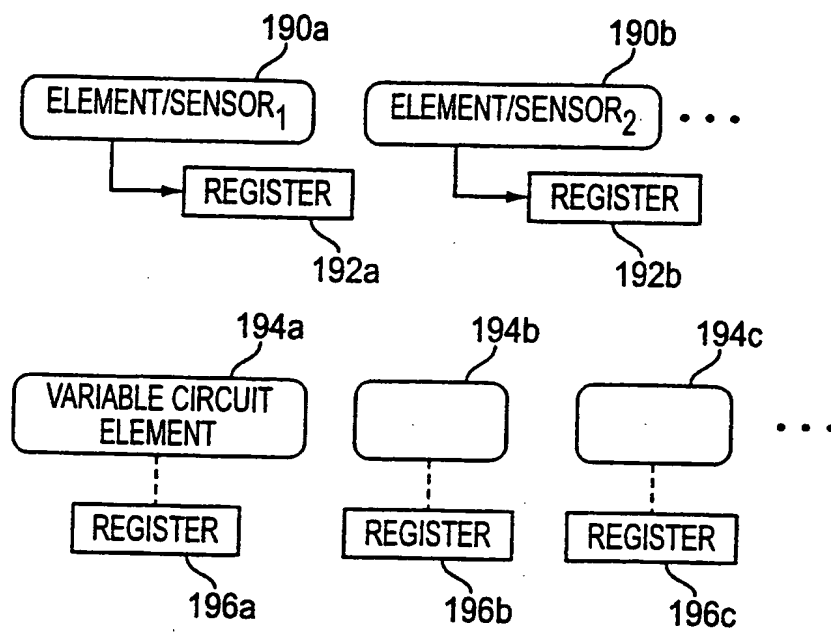 190a
190b
ELEMENT/SENSOR1
ELEMENT/SENSOR2 • • •
REGISTER
REGISTER
192a
192b
194a
194b
194c
VARIABLE CIRCUIT
ELEMENT
• • •
REGISTER
REGISTER
REGISTER
196a
196b
196c